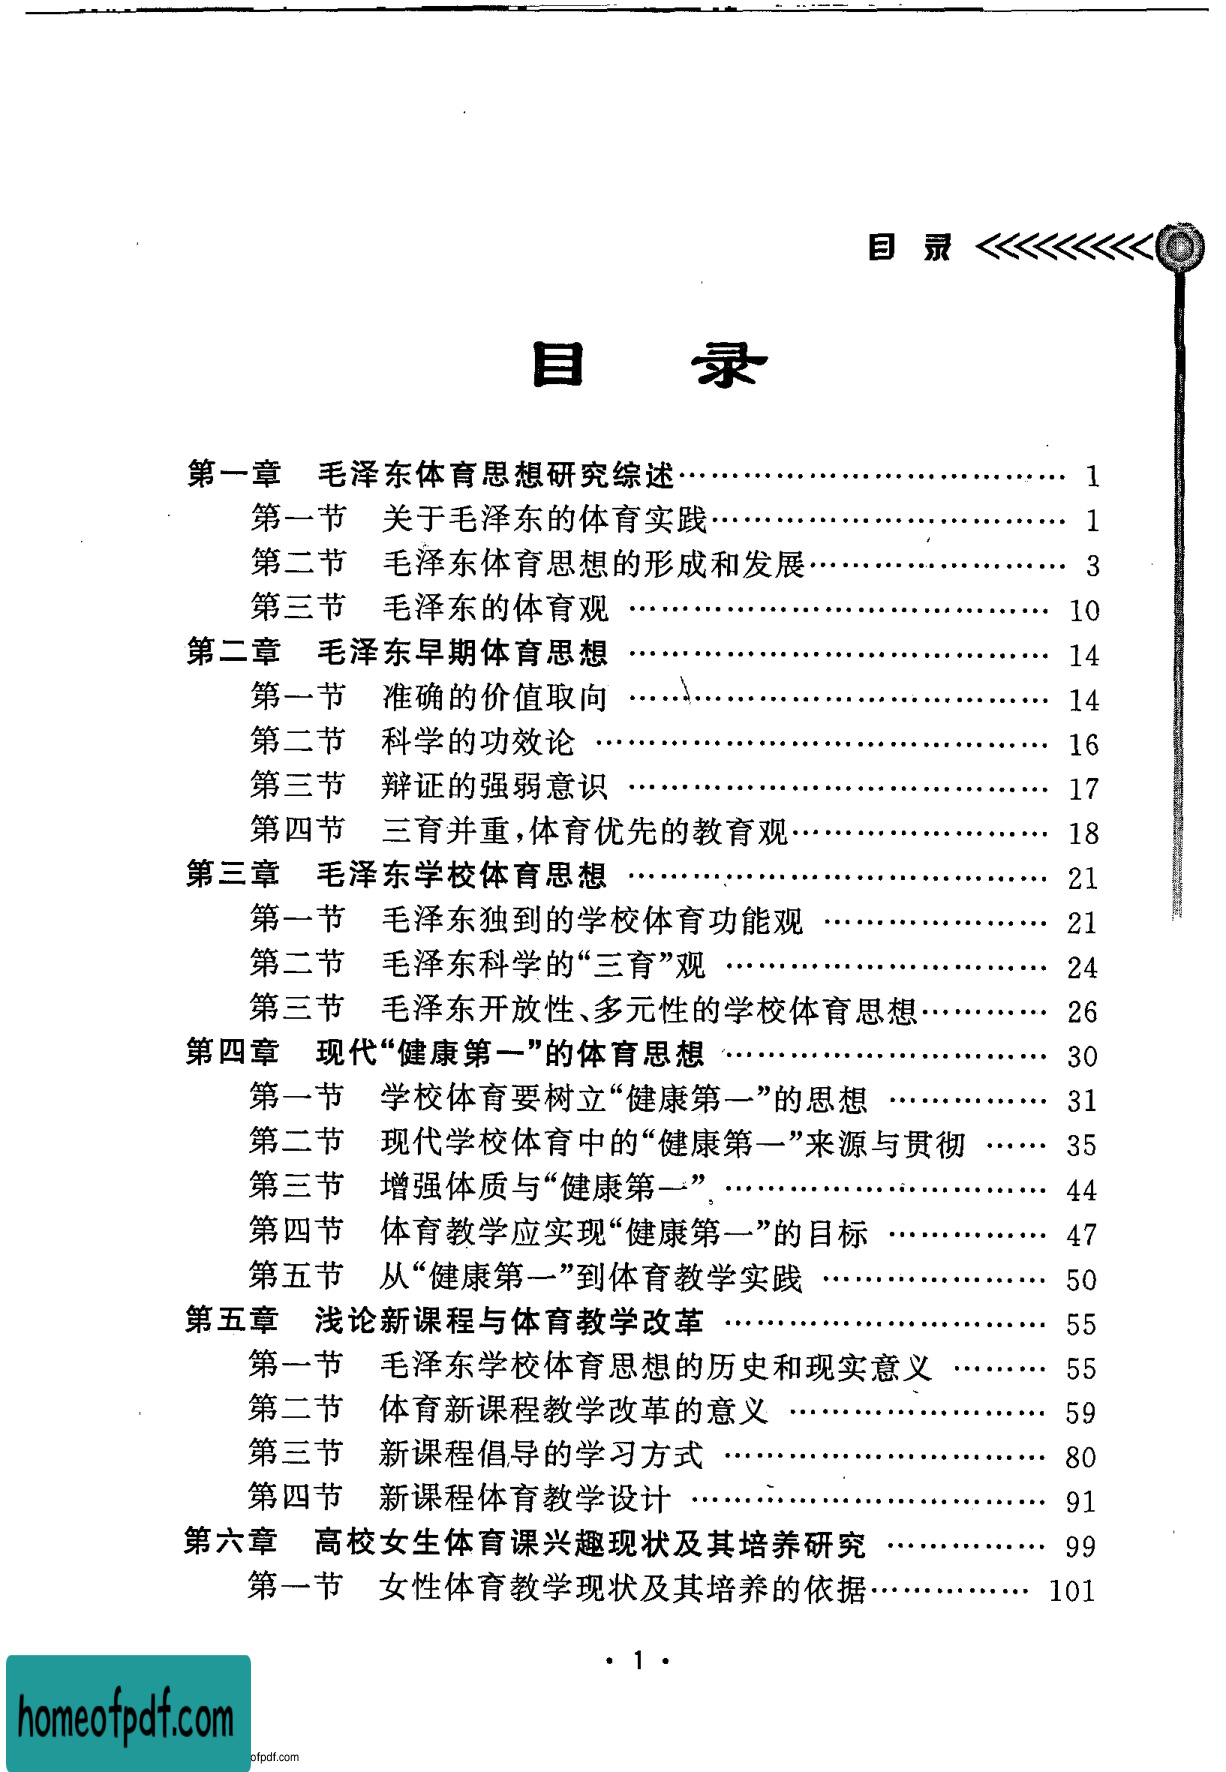 目 录
目 录
第一章 毛泽东体育思想研究综述…………………………………… 1
第一节 关于毛泽东的体育实践………………………………… 1
第二节 毛泽东体育思想的形成和发展……………………… 3
第三节 毛泽东的体育观 …………………………………… 10
第二章 毛泽东早期体育思想 …………………………………… 14
第一节 准确的价值取向 …………………………………… 14
第二节 科学的功效论 ……………………………………… 16
第三节 辩证的强弱意识 …………………………………… 17
第四节 三育并重,体育优先的教育观……………………… 18
第三章 毛泽东学校体育思想 …………………………………… 21
第一节 毛泽东独到的学校体育功能观 …………………… 21
第二节 毛泽东科学的“三育”观 …………………………… 24
第三节 毛泽东开放性、多元性的学校体育思想………… 26
第四章 现代“健康第一”的体育思想 …………………………… 30
第一节 学校体育要树立“健康第一”的思想 …………… 31
第二节 现代学校体育中的“健康第一”来源与贯彻 …… 35
第三节 增强体质与“健康第一” …………………………… 44
第四节 体育教学应实现“健康第一”的目标 …………… 47
第五节 从“健康第一”到体育教学实践 …………………… 50
第五章 浅论新课程与体育教学改革 …………………………… 55
第一节 毛泽东学校体育思想的历史和现实意义 ……… 55
第二节 体育新课程教学改革的意义 ……………………… 59
第三节 新课程倡导的学习方式 …………………………… 80
第四节 新课程体育教学设计 ……………………………… 91
第六章 高校女生体育课兴趣现状及其培养研究 …………… 99
第一节 女性体育教学现状及其培养的依据…………… 101
· 1 ·
homeofpdf.com
ofpdf.com